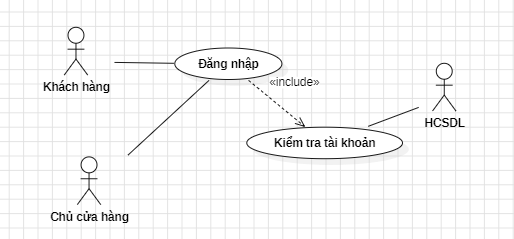 Đăng nhập
«include»
Khách hàng
HCSDL
Kiểm tra tài khoản
Chủ cửa hàng